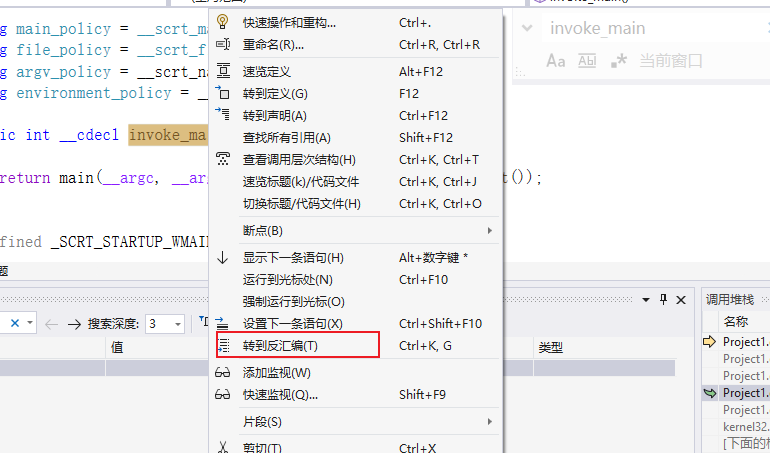 g main_policy = __scrt_ma
g file_policy = __scrt_f
g argv_policy = __scrt_na
g environment_policy = _
ic int __cdecl invoke_ma
return main(__argc, __arg
t());
fined _SCRT_STARTUP_WMAI
题
invoke_main
Aa Abl .* 当前窗口
快速操作和重构... Ctrl+.
重命名(R)... Ctrl+R, Ctrl+R
速览定义 Alt+F12
转到定义(G) F12
转到声明(A) Ctrl+F12
查找所有引用(A) Shift+F12
查看调用层次结构(H) Ctrl+K, Ctrl+T
速览标题(k)/代码文件 Ctrl+K, Ctrl+J
切换标题/代码文件(H) Ctrl+K, Ctrl+O
断点(B)
显示下一条语句(H) Alt+数字键 *
运行到光标处(N) Ctrl+F10
强制运行到光标(O)
设置下一条语句(X) Ctrl+Shift+F10
转到反汇编(T) Ctrl+K, G
添加监视(W)
快速监视(Q)... Shift+F9
片段(S)
剪切(T) Ctrl+X
搜索深度: 3
值
类型
调用堆栈
名称
Project1.
Project1.
Project1.
Project1.
Project1.
kernel32.